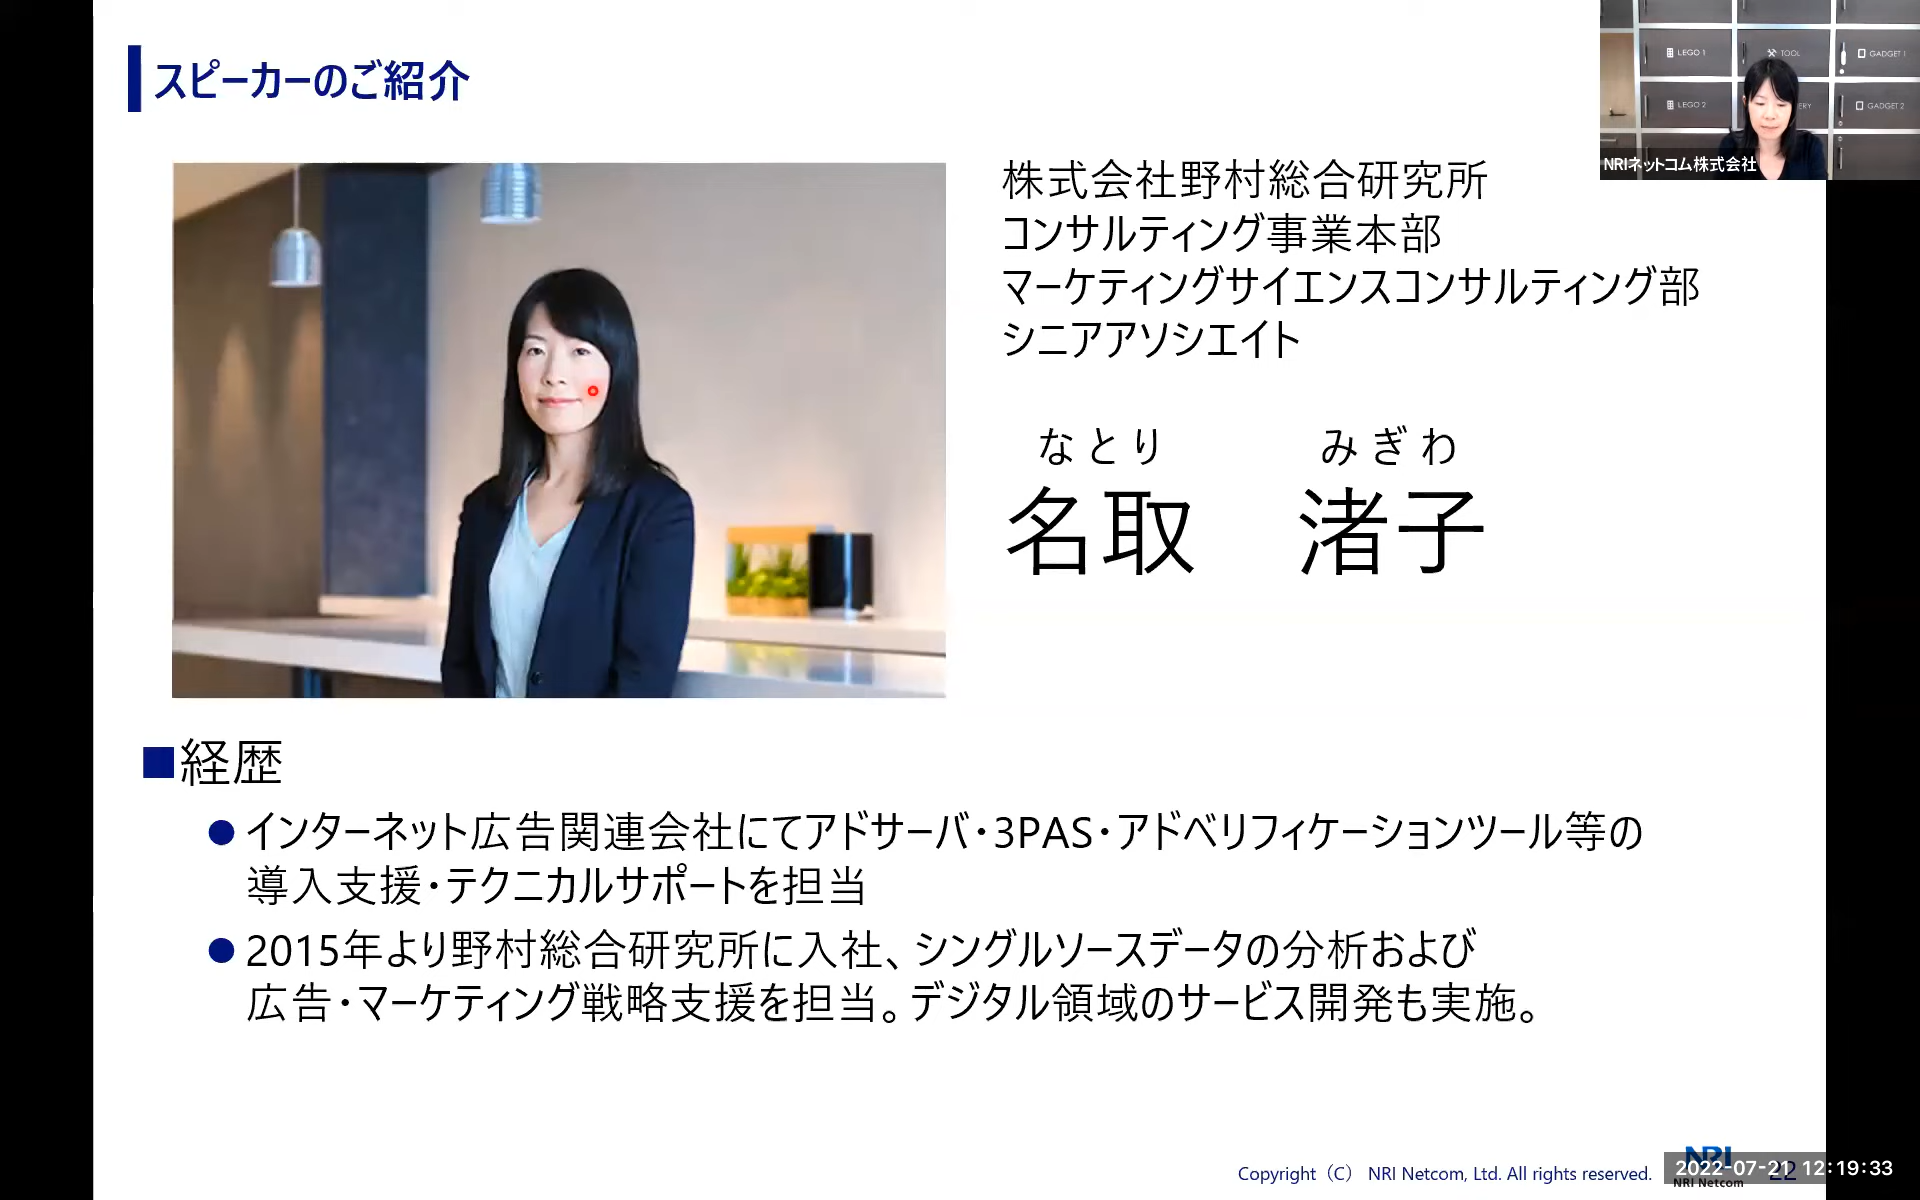 スピーカーのご紹介
LEGO 1
TOOL
GADGET 1
LEGO 2
GADGET 2
NRIネットコム株式会社
株式会社野村総合研究所
コンサルティング事業本部
マーケティングサイエンスコンサルティング部
シニアアソシエイト
なとり みぎわ
名取 渚子
■経歴
●インターネット広告関連会社にてアドサーバ・3PAS・アドベリフィケーションツール等の
導入支援・テクニカルサポートを担当
●2015年より野村総合研究所に入社、シングルソースデータの分析および
広告・マーケティング戦略支援を担当。デジタル領域のサービス開発も実施。
Copyright（C） NRI Netcom, Ltd. All rights reserved.
NRI
NRI Netcom
22
2022-07-21 12:19:33